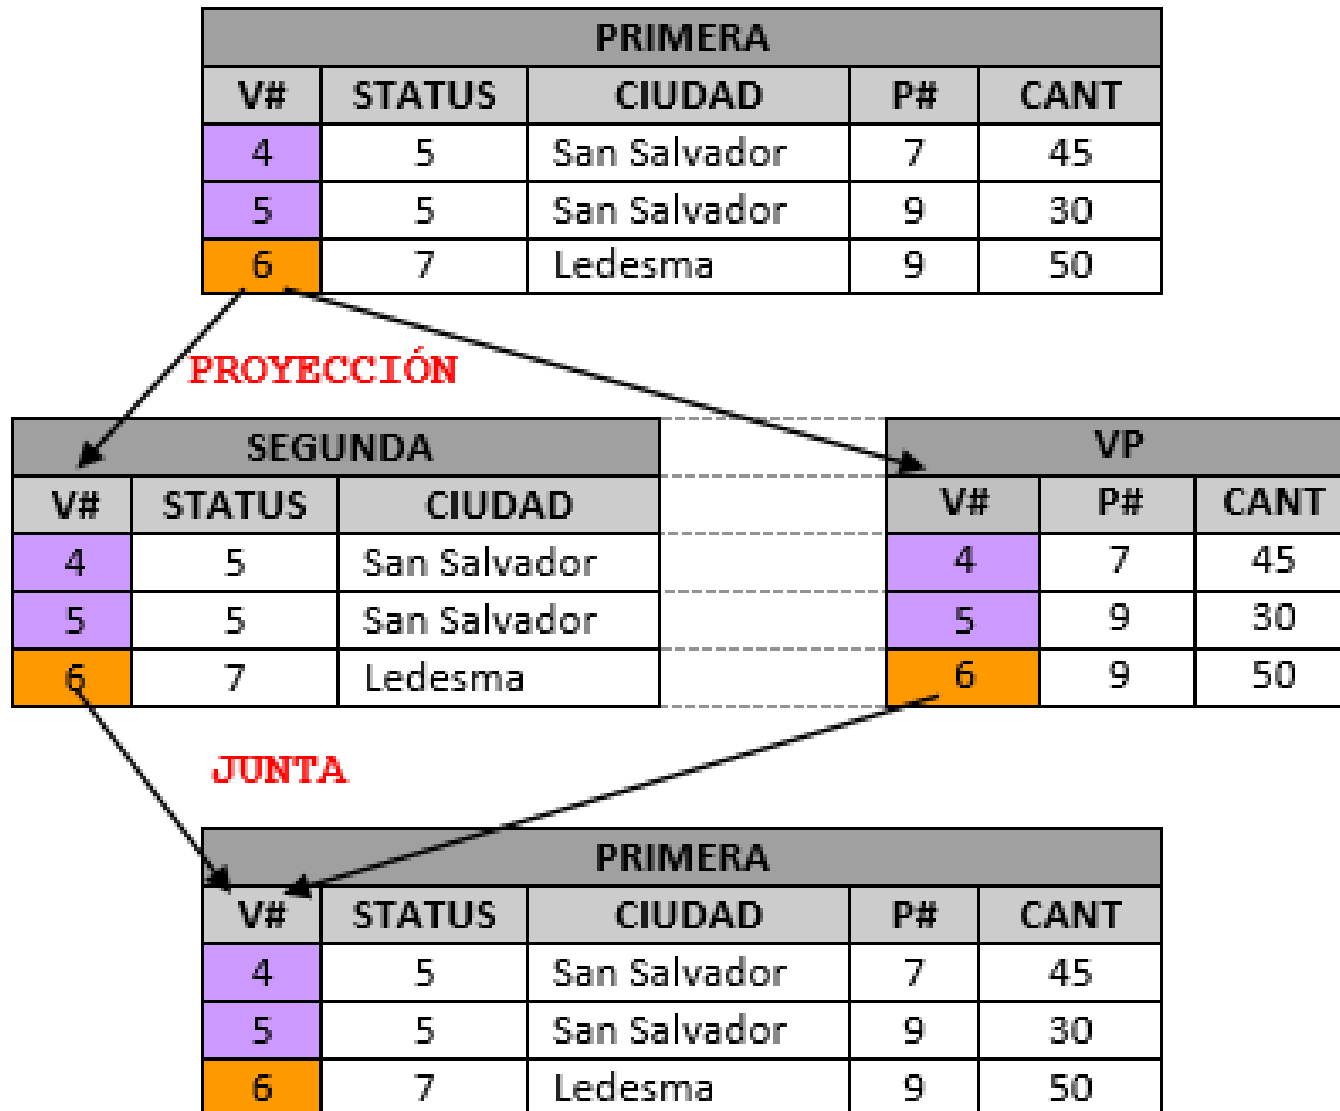 PRIMERA
V# STATUS CIUDAD P# CANT
4 5 San Salvador 7 45
5 5 San Salvador 9 30
6 7 Ledesma 9 50
PROYECCIÓN
SEGUNDA VP
V# STATUS CIUDAD V# P# CANT
4 5 San Salvador 4 7 45
5 5 San Salvador 5 9 30
6 7 Ledesma 6 9 50
JUNTA
PRIMERA
V# STATUS CIUDAD P# CANT
4 5 San Salvador 7 45
5 5 San Salvador 9 30
6 7 Ledesma 9 50